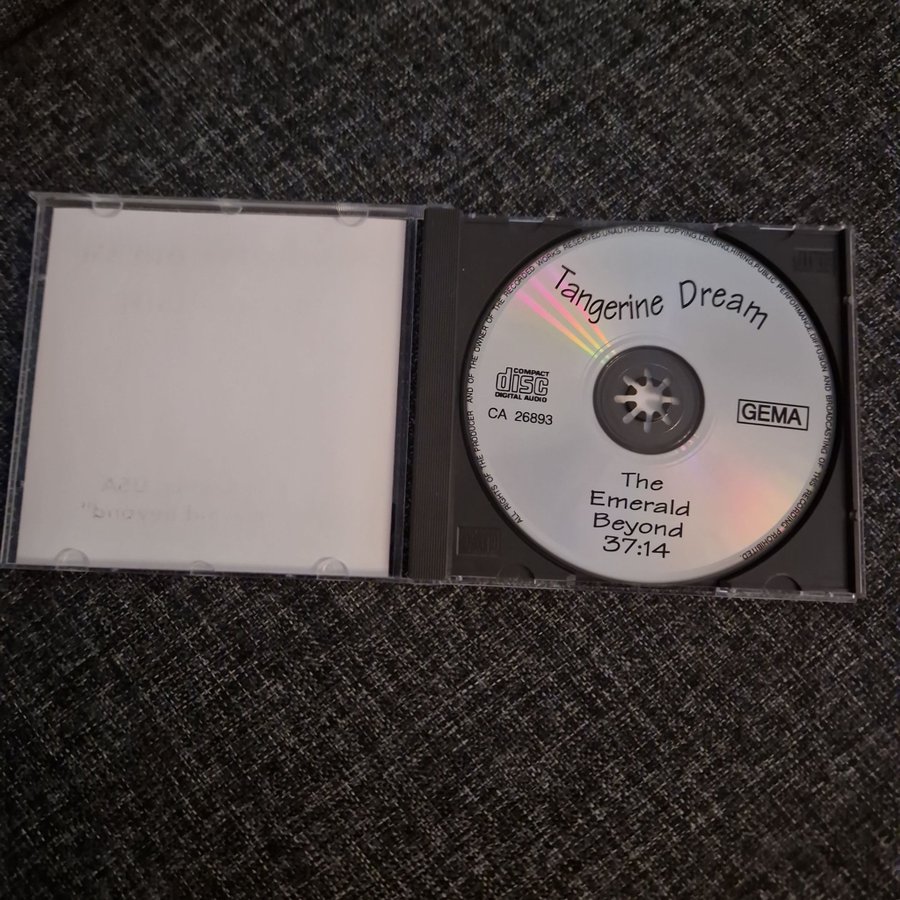 Tangerine Dream
COMPACT
disc
DIGITAL AUDIO
CA 26893
GEMA
The
Emerald
Beyond
37:14
ALL RIGHTS OF THE PRODUCER AND OF THE OWNER OF THE RECORDED WORKS RESERVED.UNAUTHORIZED COPYING,LENDING,HIRING,PUBLIC PERFORMANCE,DIFFUSION AND BROADCASTING OF THIS RECORDING PROHIBITED.
USA
beyond"